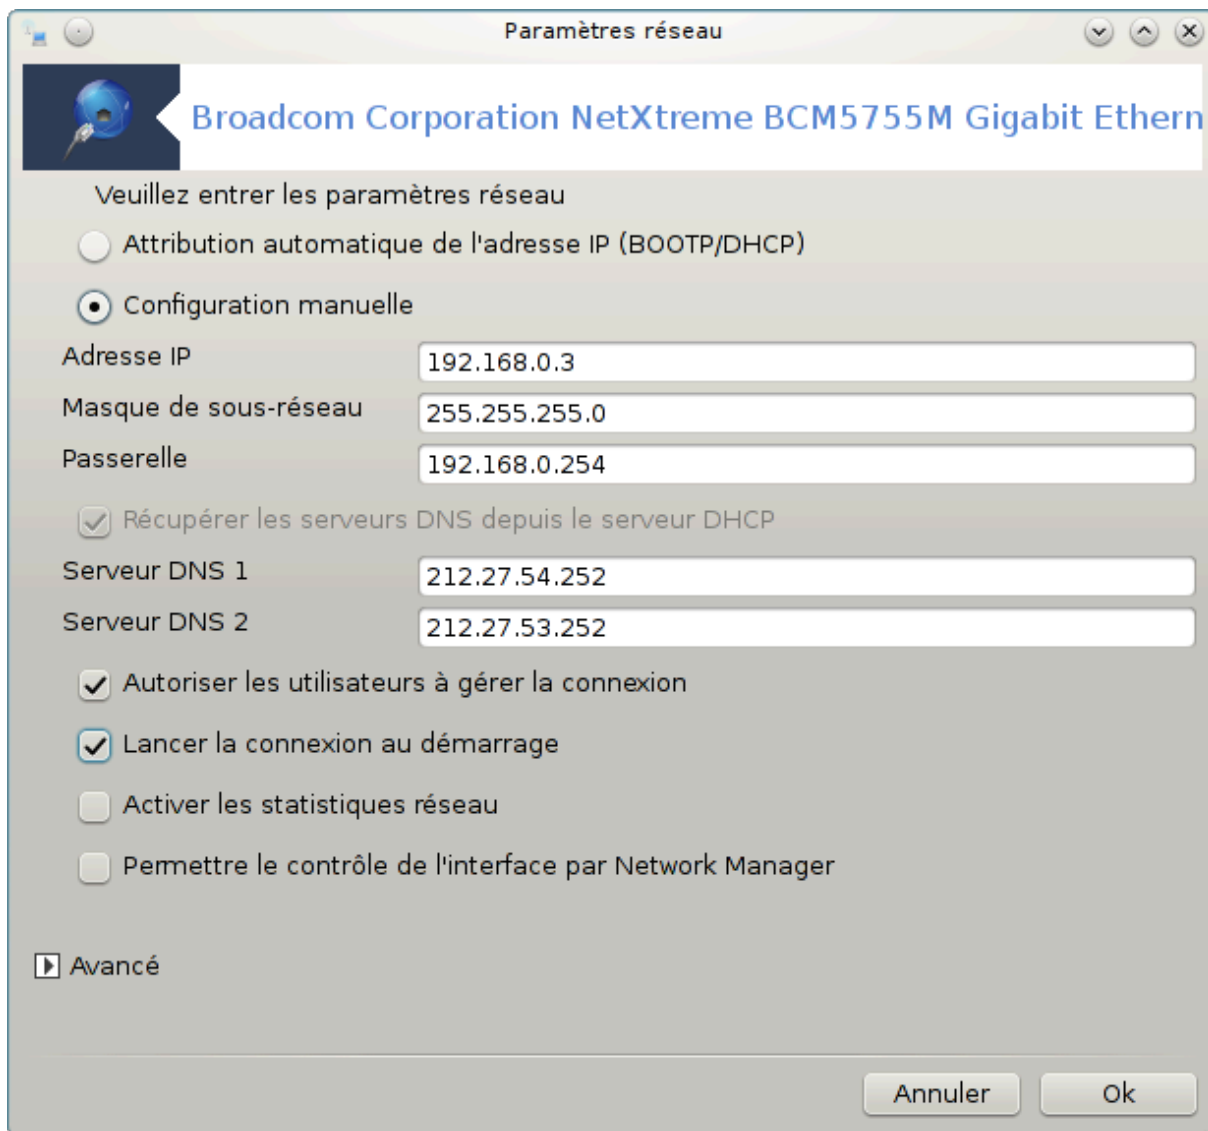 Paramètres réseau
Broadcom Corporation NetXtreme BCM5755M Gigabit Ethern
Veuillez entrer les paramètres réseau
Attribution automatique de l'adresse IP (BOOTP/DHCP)
Configuration manuelle
Adresse IP 192.168.0.3
Masque de sous-réseau 255.255.255.0
Passerelle 192.168.0.254
Récupérer les serveurs DNS depuis le serveur DHCP
Serveur DNS 1 212.27.54.252
Serveur DNS 2 212.27.53.252
Autoriser les utilisateurs à gérer la connexion
Lancer la connexion au démarrage
Activer les statistiques réseau
Permettre le contrôle de l'interface par Network Manager
Avancé
Annuler Ok